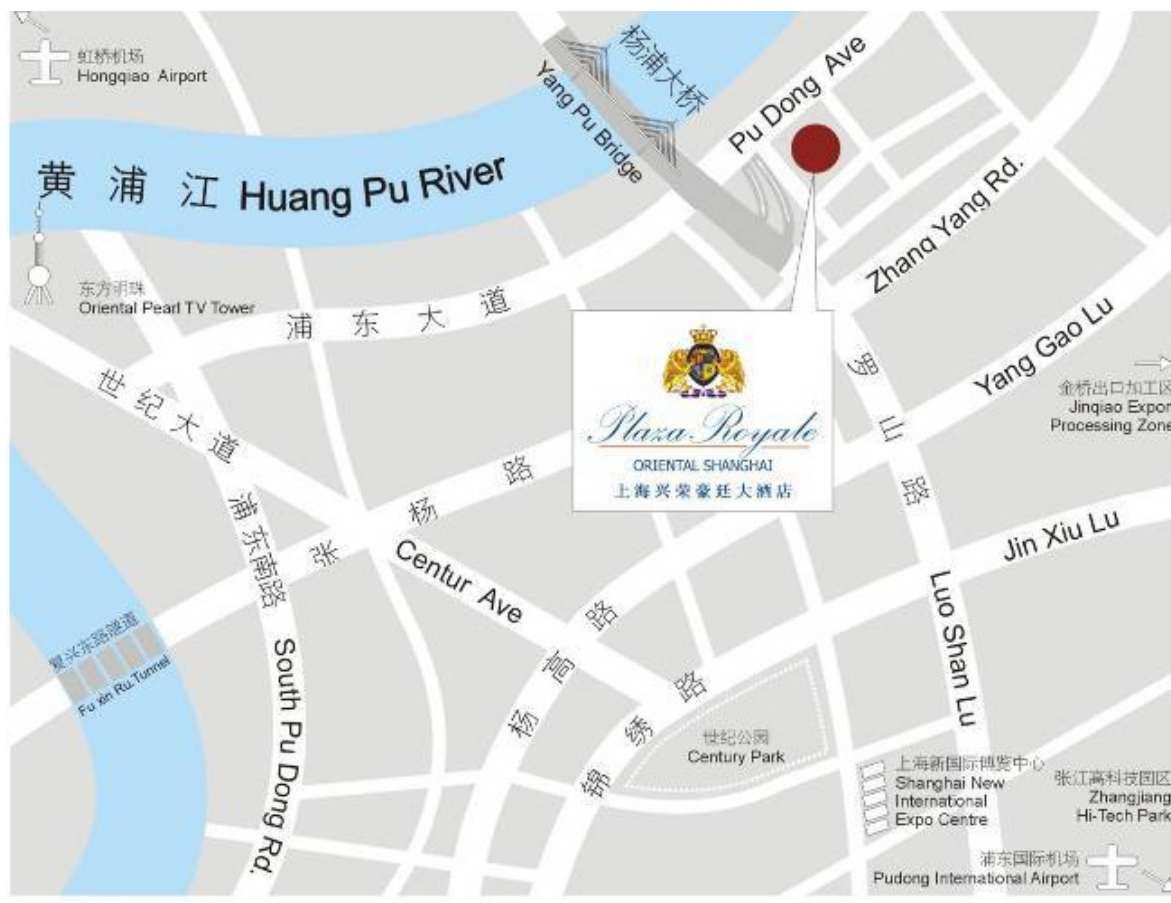 虹桥机场
Hongqiao Airport
杨浦大桥
Yang Pu Bridge
Pu Dong Ave
黄浦江 Huang Pu River
Zhang Yang Rd.
东方明珠
Oriental Pearl TV Tower
浦东大道
Plaza Royale
ORIENTAL SHANGHAI
上海兴荣豪廷大酒店
Yang Gao Lu
金桥出口加工区
Jinqiao Expor
Processing Zone
世纪大道
罗山路
张杨路
浦东南路
Centur Ave
Jin Xiu Lu
Luo Shan Lu
复兴东路隧道
Fu xin Ru.Tunnel
South Pu Dong Rd.
杨高路
锦绣路
世纪公园
Century Park
上海新国际博览中心
Shanghai New
International
Expo Centre
张江高科技园区
Zhangjiang
Hi-Tech Park
浦东国际机场
Pudong International Airport